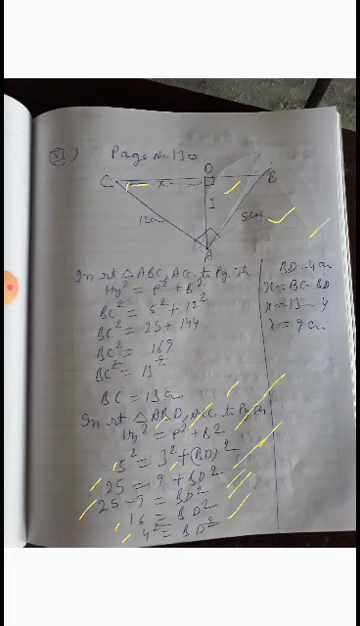 v) Page No 130
C x D B
12cm 5cm
A
In rt △ABC, Acc. to Py. Th
Hy² = P² + B²
BC² = 5² + 12²
BC² = 25 + 144
BC² = 169
BC² = 13²
BC = 13 cm
In rt △ABD, Acc. to Py. Th
Hy² = P² + B²
5² = 3² + (BD)²
25 = 9 + BD²
25 - 9 = BD²
16 = BD²
4² = BD²
BD = 4 cm
x = BC - BD
x = 13 - 4
x = 9 cm